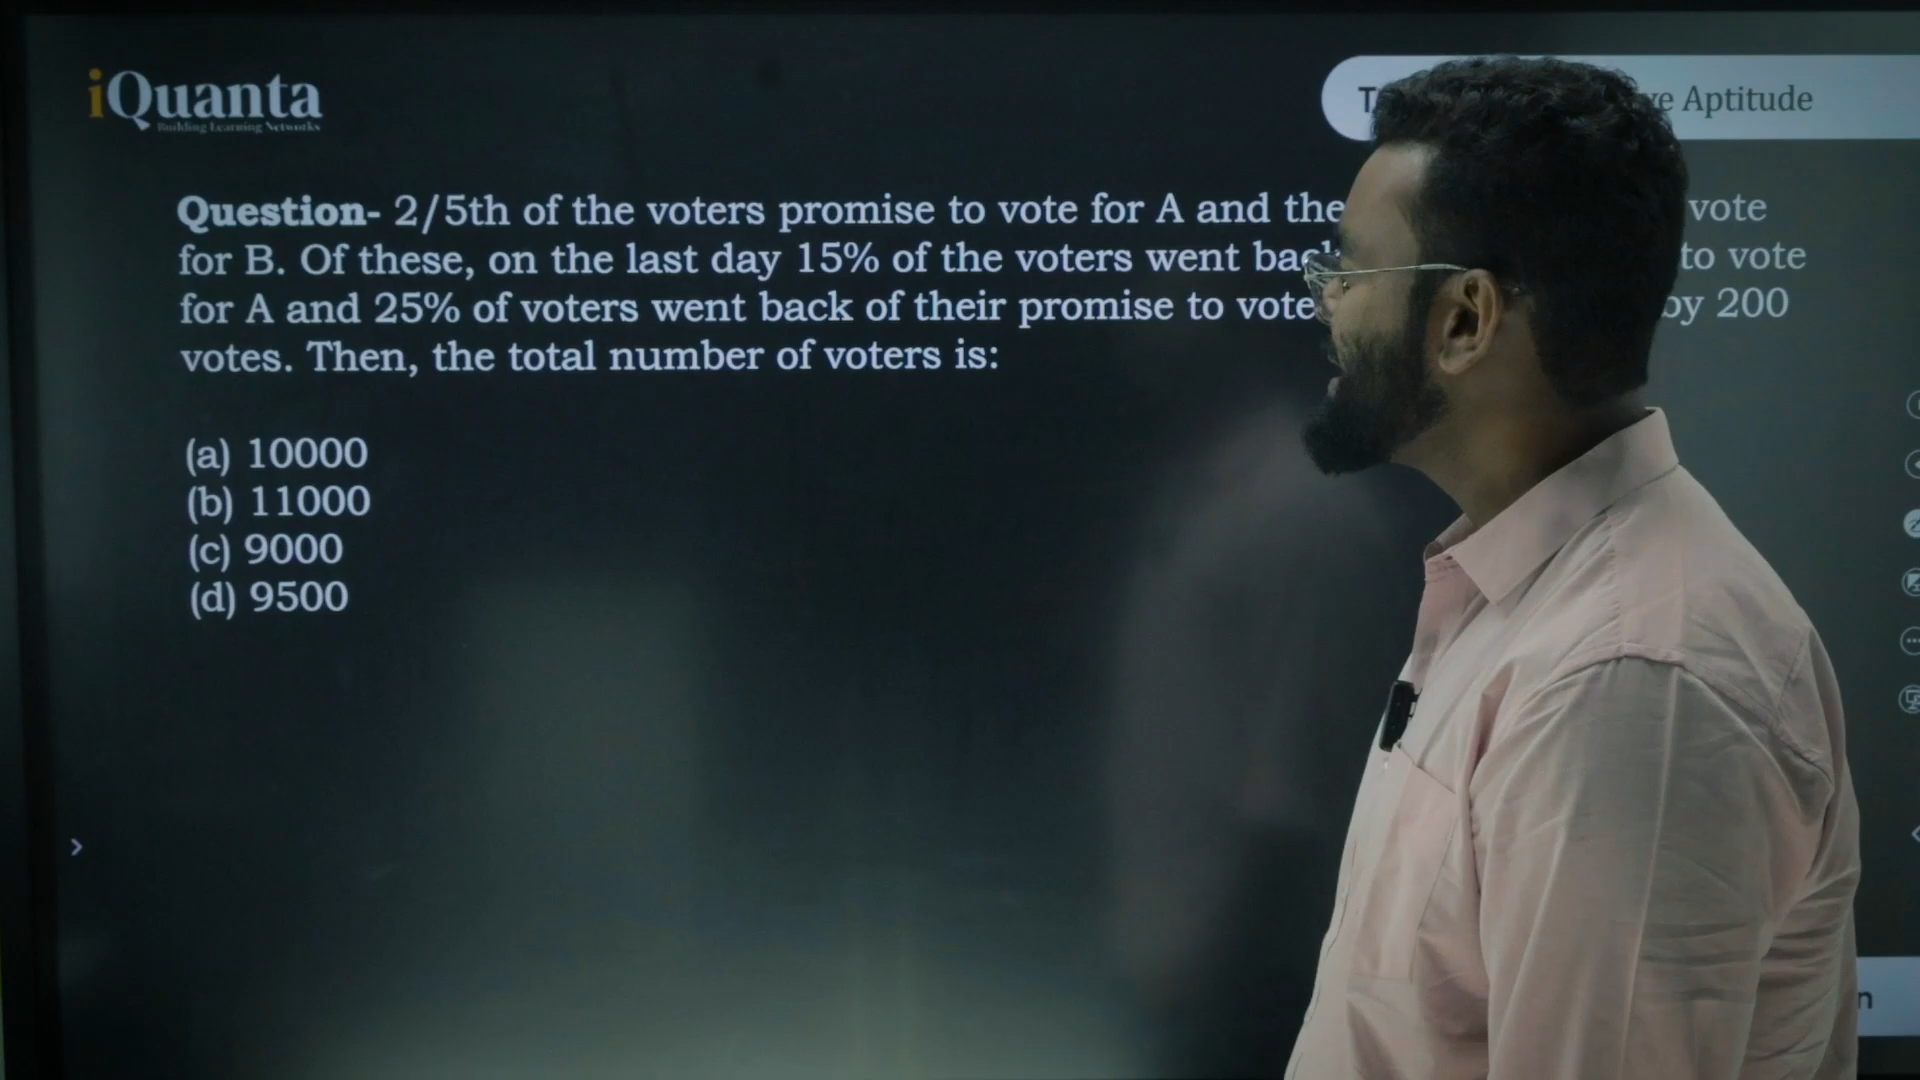 iQuanta
Building Learning Networks
Aptitude
Question- 2/5th of the voters promise to vote for A and the vote
for B. Of these, on the last day 15% of the voters went to vote
for A and 25% of voters went back of their promise to vote by 200
votes. Then, the total number of voters is:
(a) 10000
(b) 11000
(c) 9000
(d) 9500